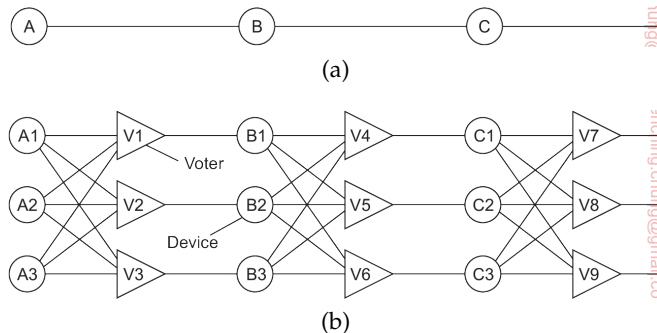 A B C
(a)
A1 V1 B1 V4 C1 V7
Voter
A2 V2 B2 V5 C2 V8
Device
A3 V3 B3 V6 C3 V9
(b)